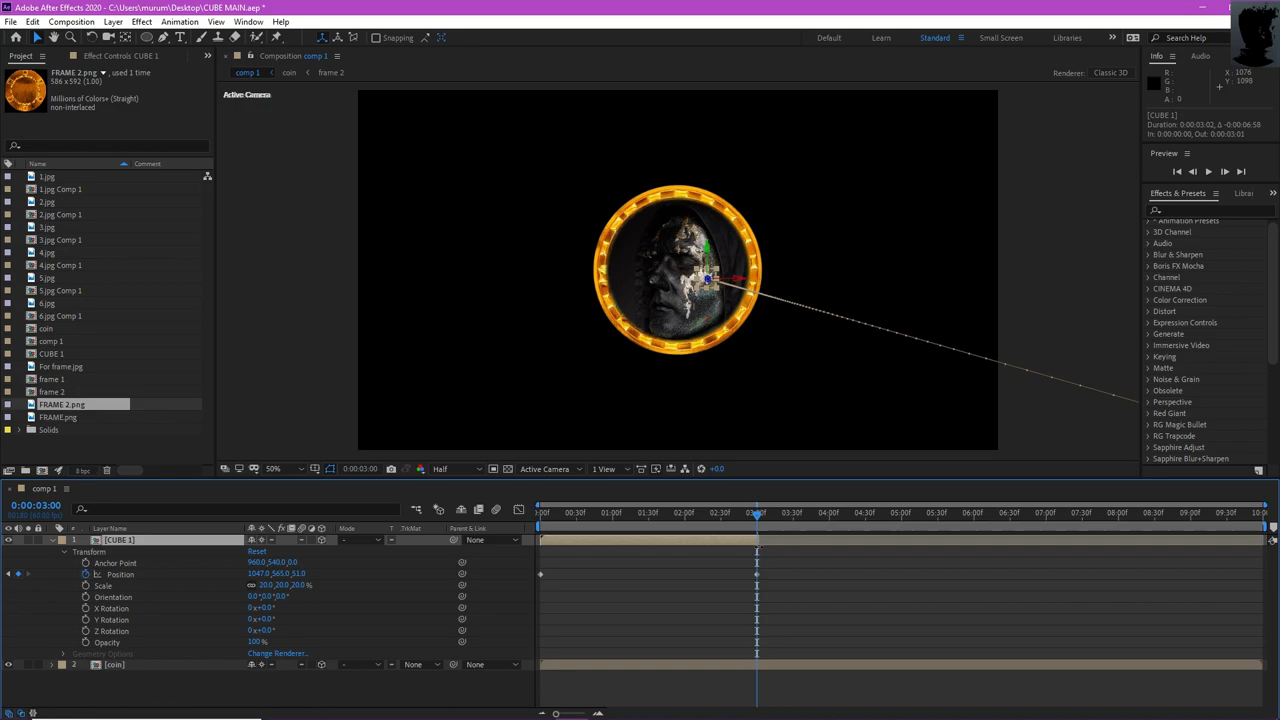 Adobe After Effects 2020 - C:\Users\murum\Desktop\CUBE MAIN.aep *
File Edit Composition Layer Effect Animation View Window Help
Snapping Default Learn Standard Small Screen Libraries Search Help
Project Effect Controls CUBE 1 Composition comp 1 Info Audio
FRAME 2.png , used 1 time
586 x 592 (1.00)
Millions of Colors+ (Straight)
non-interlaced
comp 1 coin frame 2 Renderer: Classic 3D
Active Camera
R:
G:
B:
A: 0
X : 1076
Y : 1098
[CUBE 1]
Duration: 0:00:03:02, Δ -0:00:06:58
In: 0:00:00:00, Out: 0:00:03:01
Preview
Effects & Presets Librai
* Animation Presets
3D Channel
Audio
Blur & Sharpen
Boris FX Mocha
Channel
CINEMA 4D
Color Correction
Distort
Expression Controls
Generate
Immersive Video
Keying
Matte
Noise & Grain
Obsolete
Perspective
Red Giant
RG Magic Bullet
RG Trapcode
Sapphire Adjust
Sapphire Blur+Sharpen
Name Comment
1.jpg
1.jpg Comp 1
2.jpg
2.jpg Comp 1
3.jpg
3.jpg Comp 1
4.jpg
4.jpg Comp 1
5.jpg
5.jpg Comp 1
6.jpg
6.jpg Comp 1
coin
comp 1
CUBE 1
For frame.jpg
frame 1
frame 2
FRAME 2.png
FRAME.png
Solids
8 bpc
50% 0:00:03:00 Half Active Camera 1 View +0.0
comp 1
0:00:03:00
00180 (60.00 fps)
# Layer Name Mode T TrkMat Parent & Link
:00f 00:30f 01:00f 01:30f 02:00f 02:30f 03:00f 03:30f 04:00f 04:30f 05:00f 05:30f 06:00f 06:30f 07:00f 07:30f 08:00f 08:30f 09:00f 09:30f 10:0
1 [CUBE 1] - None
Transform Reset
Anchor Point 960.0,540.0,0.0
Position 1047.0,565.0,51.0
Scale 20.0,20.0,20.0%
Orientation 0.0°,0.0°,0.0°
X Rotation 0x+0.0°
Y Rotation 0x+0.0°
Z Rotation 0x+0.0°
Opacity 100%
Geometry Options Change Renderer...
2 [coin] - None None